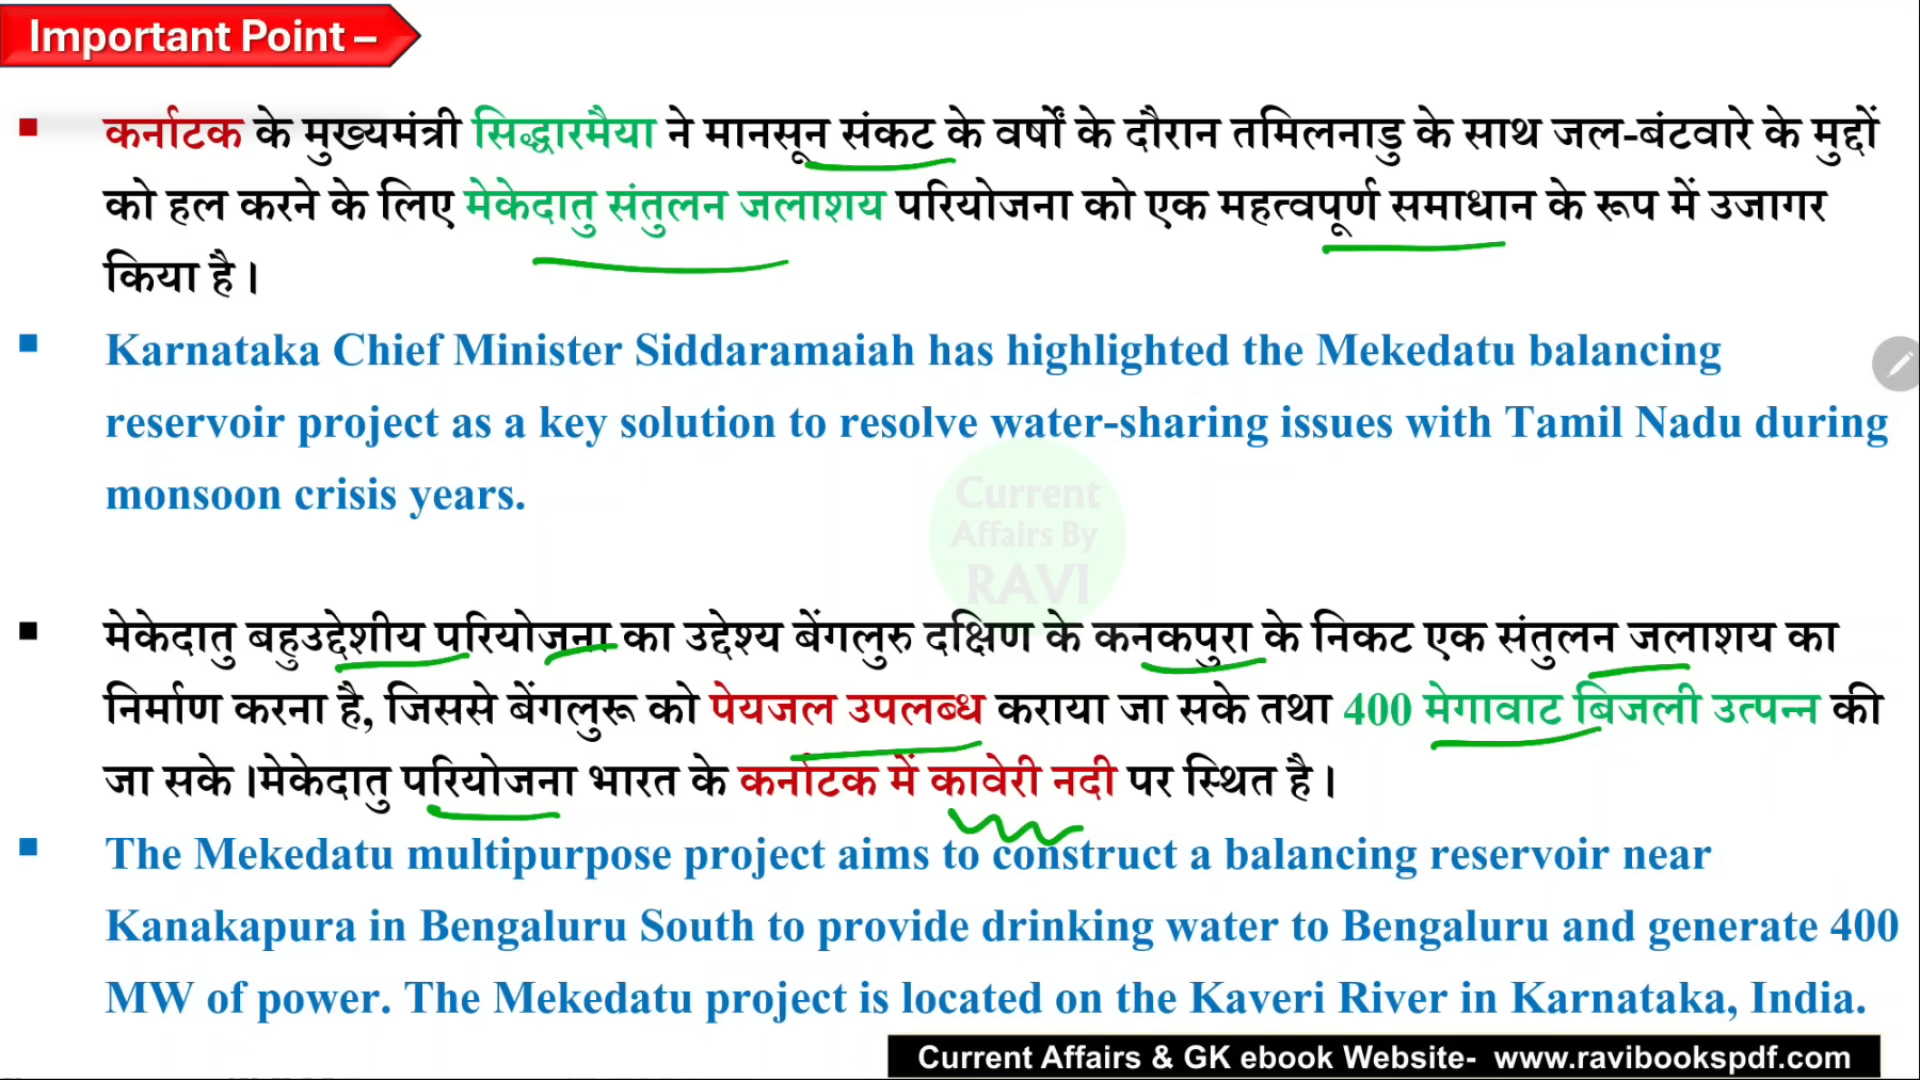 Important Point –
कर्नाटक के मुख्यमंत्री सिद्धारमैया ने मानसून संकट के वर्षों के दौरान तमिलनाडु के साथ जल-बंटवारे के मुद्दों
को हल करने के लिए मेकेदातु संतुलन जलाशय परियोजना को एक महत्वपूर्ण समाधान के रूप में उजागर
किया है।
Karnataka Chief Minister Siddaramaiah has highlighted the Mekedatu balancing
reservoir project as a key solution to resolve water-sharing issues with Tamil Nadu during
monsoon crisis years.
Current
Affairs By
RAVI
मेकेदातु बहुउद्देशीय परियोजना का उद्देश्य बेंगलुरु दक्षिण के कनकपुरा के निकट एक संतुलन जलाशय का
निर्माण करना है, जिससे बेंगलुरू को पेयजल उपलब्ध कराया जा सके तथा 400 मेगावाट बिजली उत्पन्न की
जा सके।मेकेदातु परियोजना भारत के कर्नाटक में कावेरी नदी पर स्थित है।
The Mekedatu multipurpose project aims to construct a balancing reservoir near
Kanakapura in Bengaluru South to provide drinking water to Bengaluru and generate 400
MW of power. The Mekedatu project is located on the Kaveri River in Karnataka, India.
Current Affairs & GK ebook Website- www.ravibookspdf.com